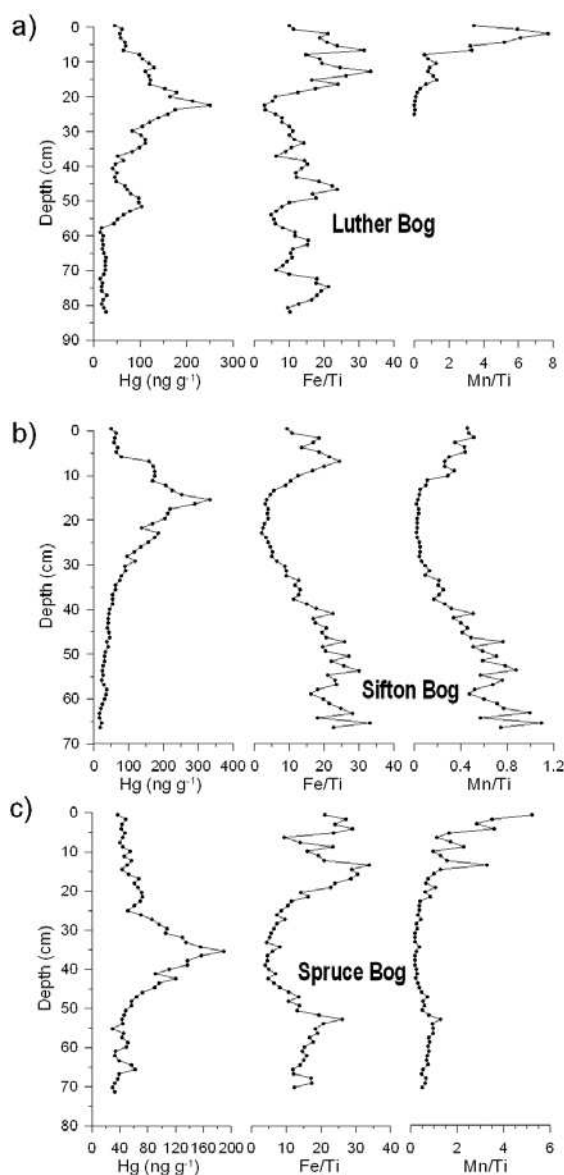 a)
0
10
20
30
40
50
60
70
80
90
Depth (cm)
0 100 200 300
Hg (ng g⁻¹)
0 10 20 30 40
Fe/Ti
0 2 4 6 8
Mn/Ti
Luther Bog
b)
0
10
20
30
40
50
60
70
Depth (cm)
0 100 200 300 400
Hg (ng g⁻¹)
0 10 20 30 40
Fe/Ti
0 0.4 0.8 1.2
Mn/Ti
Sifton Bog
c)
0
10
20
30
40
50
60
70
80
Depth (cm)
0 40 80 120 160 200
Hg (ng g⁻¹)
0 10 20 30 40
Fe/Ti
0 2 4 6
Mn/Ti
Spruce Bog